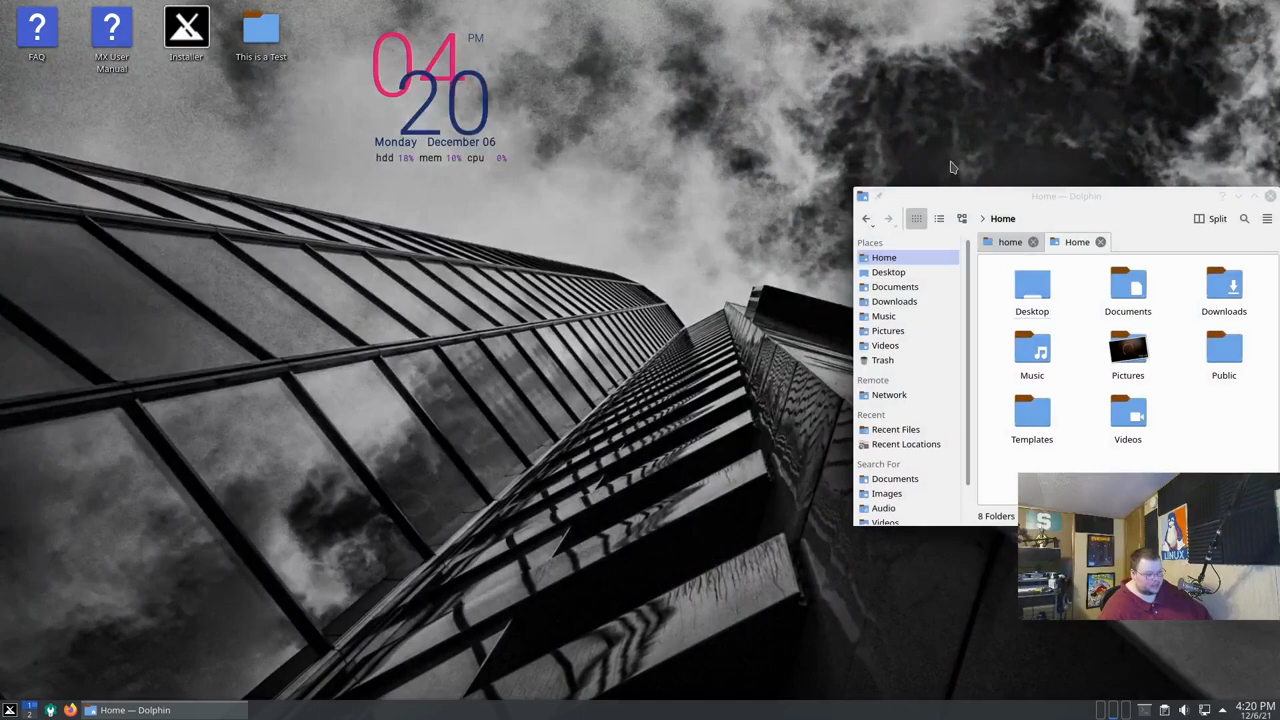 FAQ
MX User
Manual
Installer
This is a Test
04
PM
20
Monday December 06
hdd 18% mem 10% cpu 0%
Home — Dolphin
Home
Split
Places
home
Home
Home
Desktop
Documents
Downloads
Music
Pictures
Videos
Trash
Remote
Network
Recent
Recent Files
Recent Locations
Search For
Documents
Images
Audio
Videos
Desktop
Documents
Downloads
Music
Pictures
Public
Templates
Videos
8 Folders
S
LINUX
1
2
Home — Dolphin
4:20 PM
12/6/21